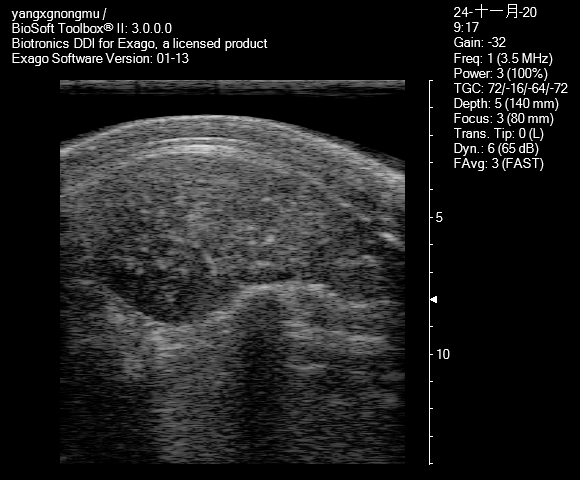 yangxgnongmu /
BioSoft Toolbox® II: 3.0.0.0
Biotronics DDI for Exago, a licensed product
Exago Software Version: 01-13
24-十一月-20
9:17
Gain: -32
Freq: 1 (3.5 MHz)
Power: 3 (100%)
TGC: 72/-16/-64/-72
Depth: 5 (140 mm)
Focus: 3 (80 mm)
Trans. Tip: 0 (L)
Dyn.: 6 (65 dB)
FAvg: 3 (FAST)
5
10